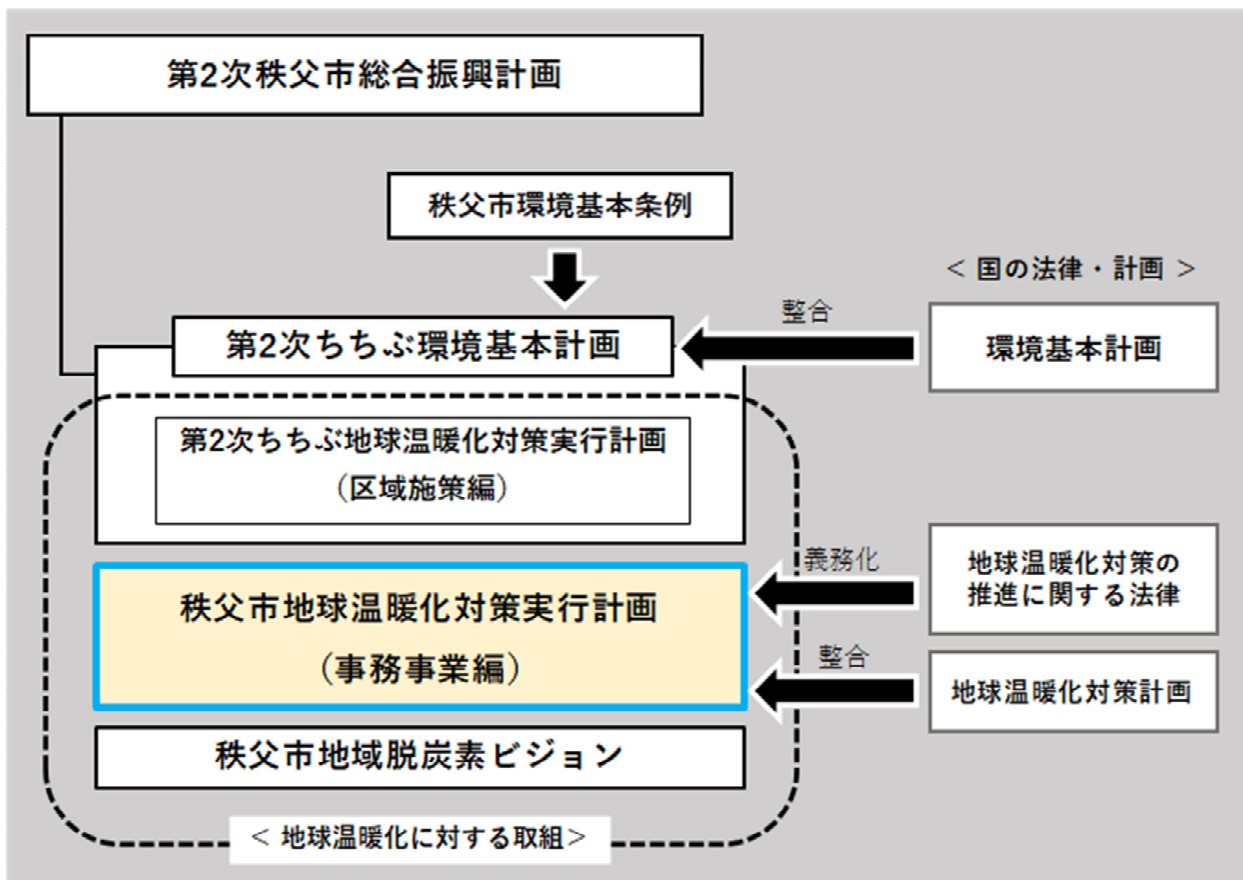 第2次秩父市総合振興計画
秩父市環境基本条例
＜ 国の法律・計画 ＞
整合
第2次ちちぶ環境基本計画
環境基本計画
第2次ちちぶ地球温暖化対策実行計画
（区域施策編）
義務化
地球温暖化対策の
推進に関する法律
秩父市地球温暖化対策実行計画
（事務事業編）
整合
地球温暖化対策計画
秩父市地域脱炭素ビジョン
＜ 地球温暖化に対する取組＞